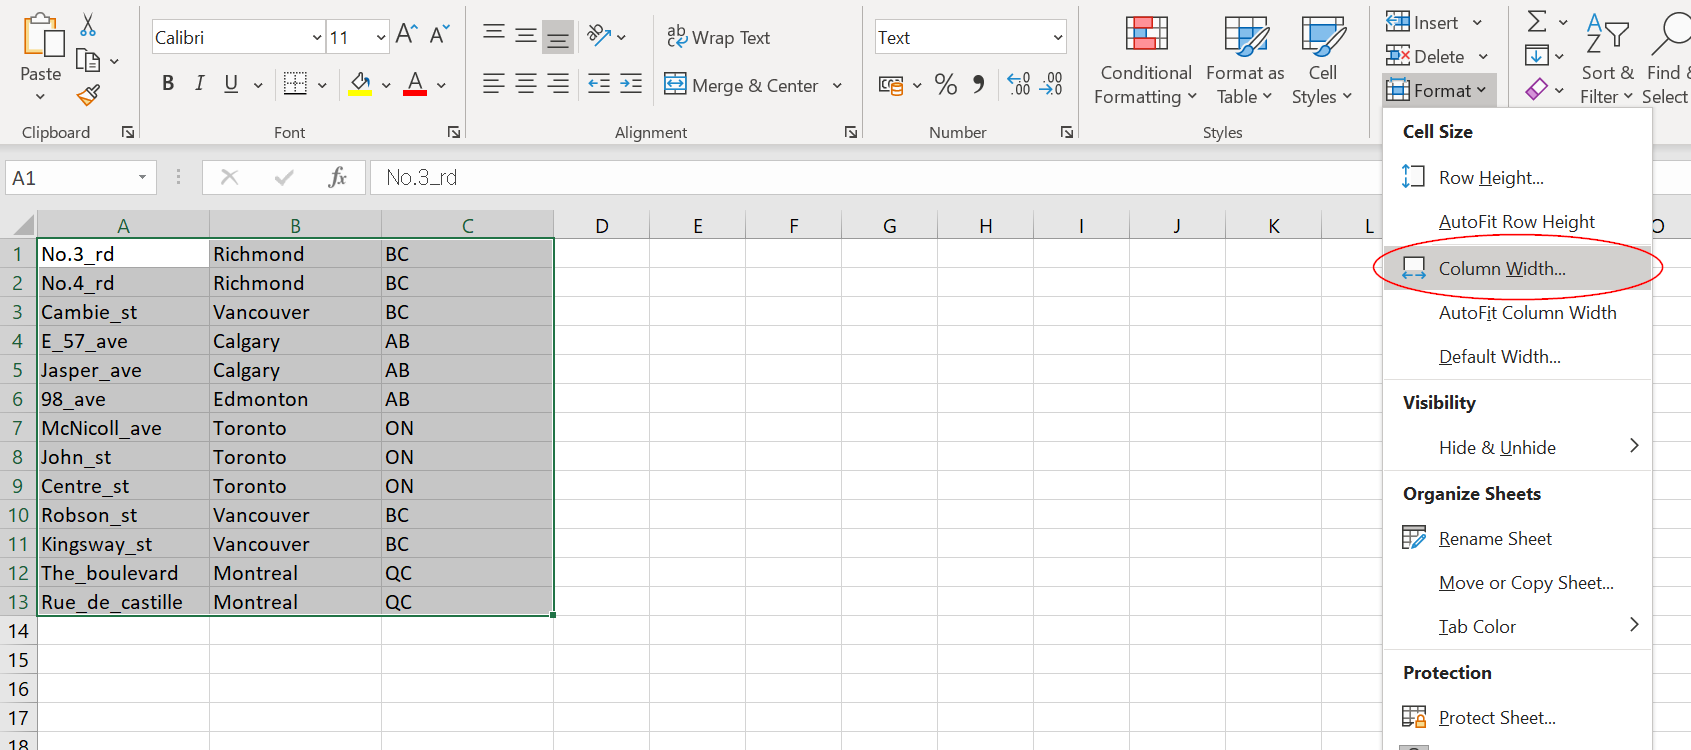 Calibri 11 A A ab Wrap Text Text Insert Σ A Z
Paste B I U A Merge & Center % .00 .00 Conditional Formatting Format as Table Cell Styles Delete Format Sort & Filter Find & Select
Clipboard Font Alignment Number Styles
A1 fx No.3_rd
A B C D E F G H I J K L O
1 No.3_rd Richmond BC
2 No.4_rd Richmond BC
3 Cambie_st Vancouver BC
4 E_57_ave Calgary AB
5 Jasper_ave Calgary AB
6 98_ave Edmonton AB
7 McNicoll_ave Toronto ON
8 John_st Toronto ON
9 Centre_st Toronto ON
10 Robson_st Vancouver BC
11 Kingsway_st Vancouver BC
12 The_boulevard Montreal QC
13 Rue_de_castille Montreal QC
14
15
16
17
18
Cell Size
Row Height...
AutoFit Row Height
Column Width...
AutoFit Column Width
Default Width...
Visibility
Hide & Unhide
Organize Sheets
Rename Sheet
Move or Copy Sheet...
Tab Color
Protection
Protect Sheet...